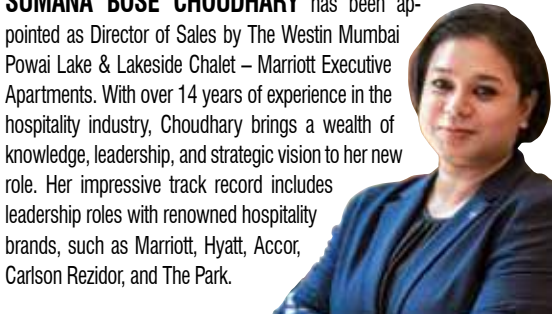 SUMANA BOSE CHOUDHARY has been ap-
pointed as Director of Sales by The Westin Mumbai
Powai Lake & Lakeside Chalet – Marriott Executive
Apartments. With over 14 years of experience in the
hospitality industry, Choudhary brings a wealth of
knowledge, leadership, and strategic vision to her new
role. Her impressive track record includes
leadership roles with renowned hospitality
brands, such as Marriott, Hyatt, Accor,
Carlson Rezidor, and The Park.